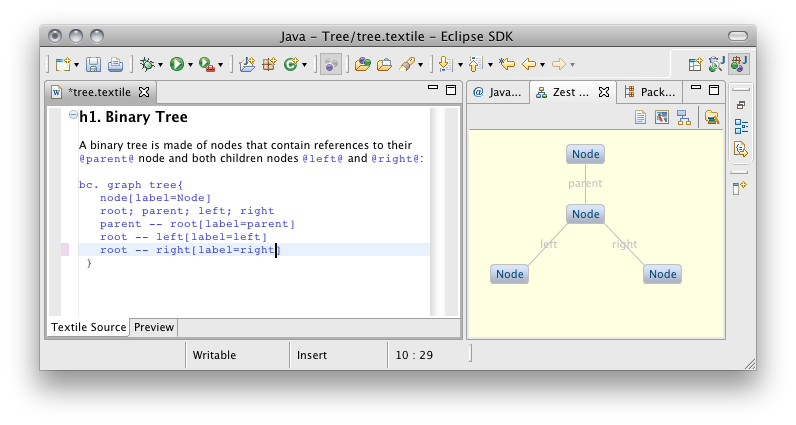 Java – Tree/tree.textile – Eclipse SDK
*tree.textile
@ Java...
Zest ...
Pack...
h1. Binary Tree
A binary tree is made of nodes that contain references to their
@parent@ node and both children nodes @left@ and @right@:
bc. graph tree{
node[label=Node]
root; parent; left; right
parent -- root[label=parent]
root -- left[label=left]
root -- right[label=right]
}
Node
parent
Node
left
right
Node
Node
Textile Source
Preview
Writable
Insert
10 : 29